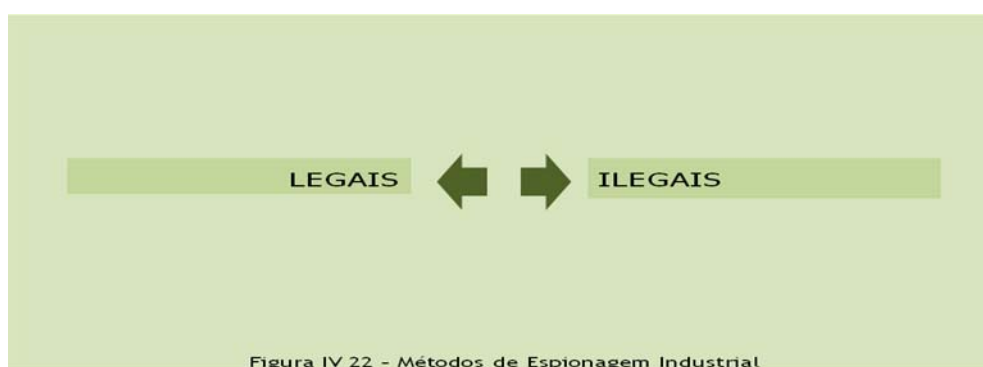 LEGAIS ILEGAIS
Figura IV 22 - Métodos de Espionagem Industrial